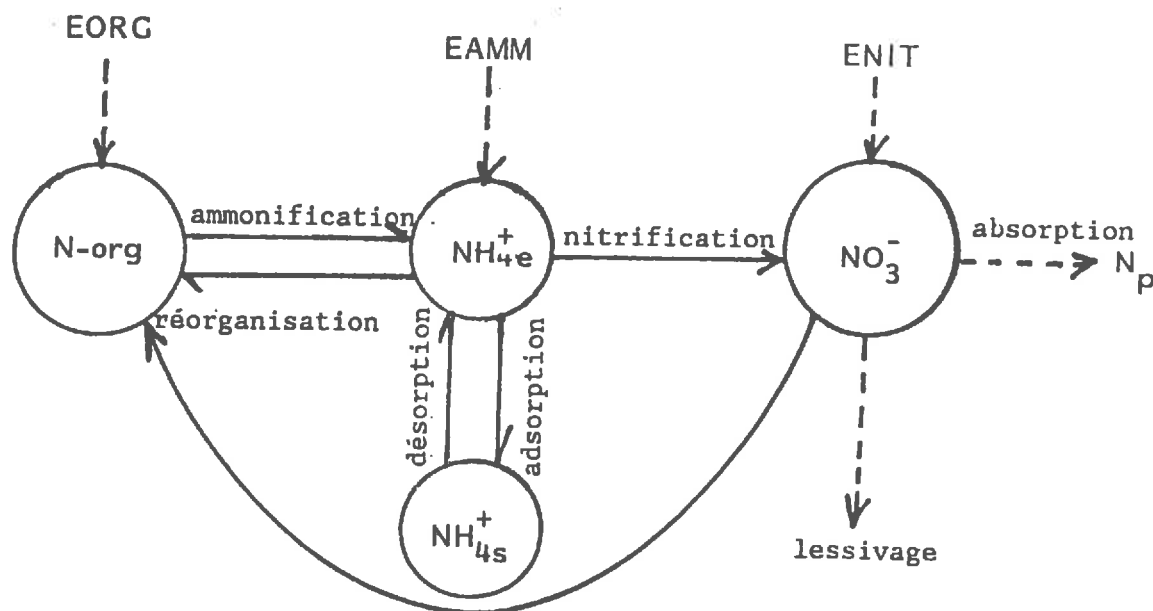 EORG
EAMM
ENIT
ammonification
absorption
N-org
NH₄e⁺
nitrification
NO₃⁻
Nₚ
réorganisation
désorption
adsorption
NH₄s⁺
lessivage